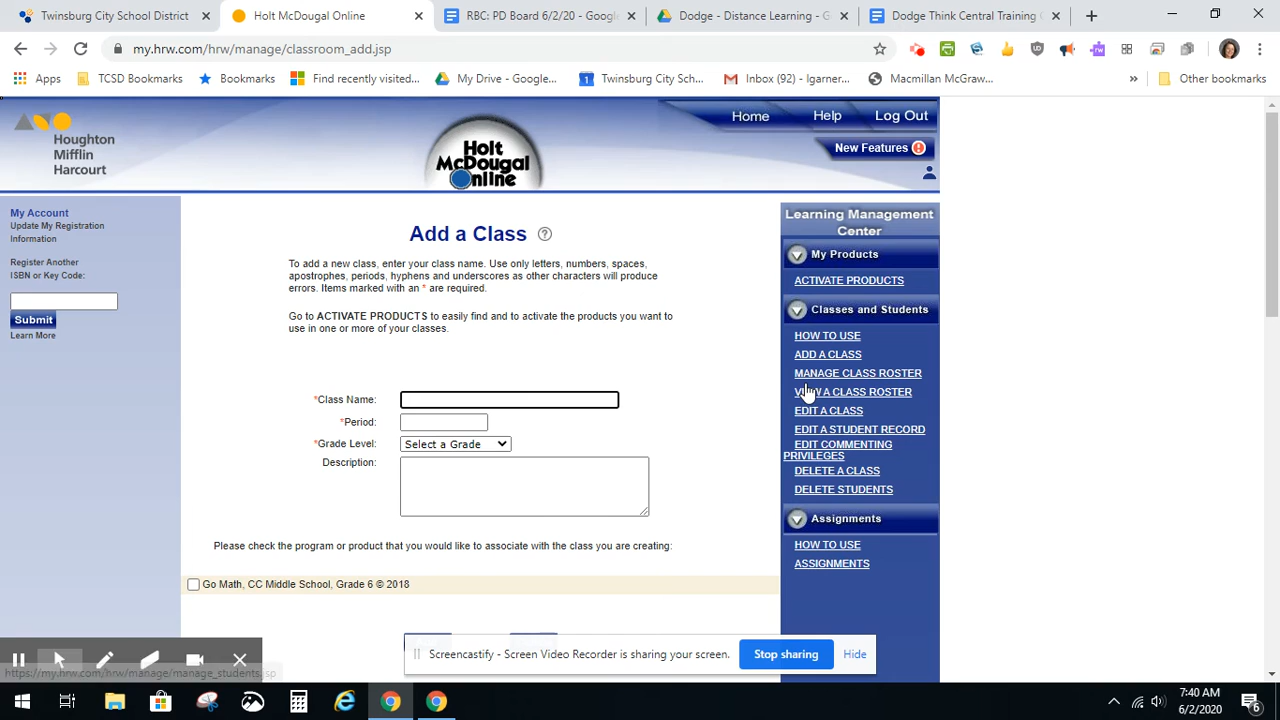 Twinsburg City School Dist
Holt McDougal Online
RBC: PD Board 6/2/20 - Goog
Dodge - Distance Learning - G
Dodge Think Central Training
my.hrw.com/hrw/manage/classroom_add.jsp
Apps
TCSD Bookmarks
Bookmarks
Find recently visited...
My Drive - Google...
Twinsburg City Sch...
Inbox (92) - lgarner...
Macmillan McGraw...
»
Other bookmarks
Houghton
Mifflin
Harcourt
Holt
McDougal
Online
Home
Help
Log Out
New Features
My Account
Update My Registration
Information
Register Another
ISBN or Key Code:
Submit
Learn More
Add a Class ?
To add a new class, enter your class name. Use only letters, numbers, spaces,
apostrophes, periods, hyphens and underscores as other characters will produce
errors. Items marked with an * are required.
Go to ACTIVATE PRODUCTS to easily find and to activate the products you want to
use in one or more of your classes.
*Class Name:
*Period:
*Grade Level: Select a Grade
Description:
Please check the program or product that you would like to associate with the class you are creating:
Go Math, CC Middle School, Grade 6 © 2018
Learning Management
Center
My Products
ACTIVATE PRODUCTS
Classes and Students
HOW TO USE
ADD A CLASS
MANAGE CLASS ROSTER
VIEW A CLASS ROSTER
EDIT A CLASS
EDIT A STUDENT RECORD
EDIT COMMENTING
PRIVILEGES
DELETE A CLASS
DELETE STUDENTS
Assignments
HOW TO USE
ASSIGNMENTS
Screencastify - Screen Video Recorder is sharing your screen.
Stop sharing
Hide
https://my.hrw.com/hrw/manage/manage_students.jsp
7:40 AM
6/2/2020
6